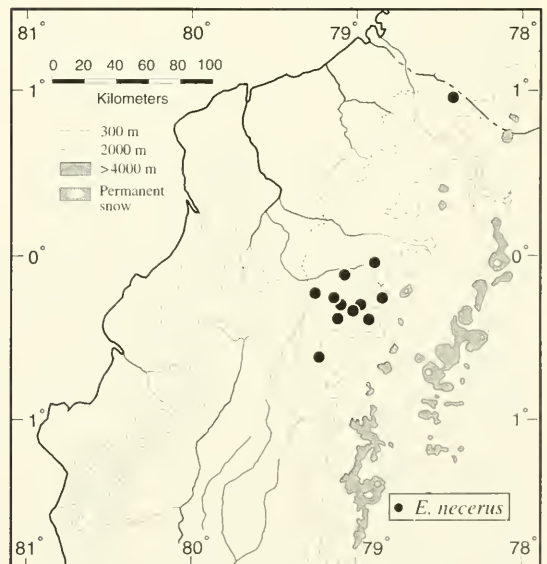 81° 80 79 78°
0 20 40 60 80 100
Kilometers
300 m
2000 m
>4000 m
Permanent
snow
1° 1°
0° 0°
1° 1°
E. necerus
81° 80 79 78°